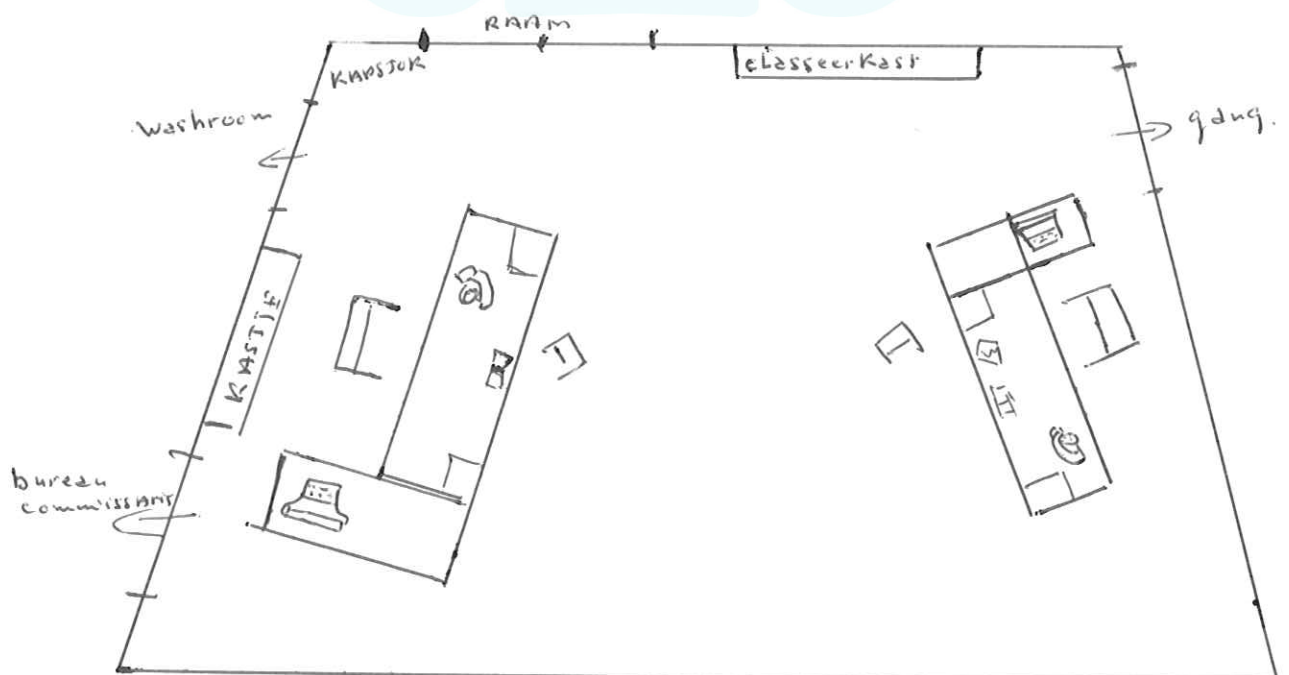 RAAM
KAPSTOK
cLasseerKast
washroom
gang.
KASTJE
bureau
commissaris